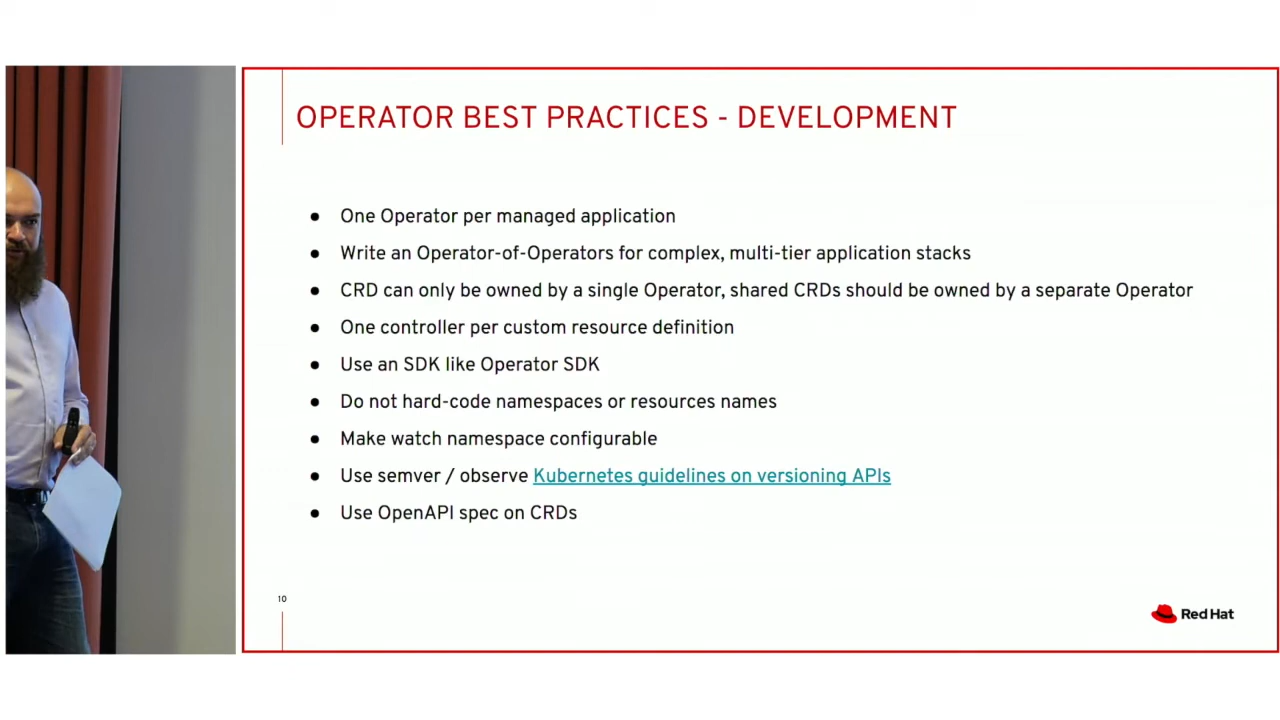 OPERATOR BEST PRACTICES - DEVELOPMENT
● One Operator per managed application
● Write an Operator-of-Operators for complex, multi-tier application stacks
● CRD can only be owned by a single Operator, shared CRDs should be owned by a separate Operator
● One controller per custom resource definition
● Use an SDK like Operator SDK
● Do not hard-code namespaces or resources names
● Make watch namespace configurable
● Use semver / observe Kubernetes guidelines on versioning APIs
● Use OpenAPI spec on CRDs
10
Red Hat